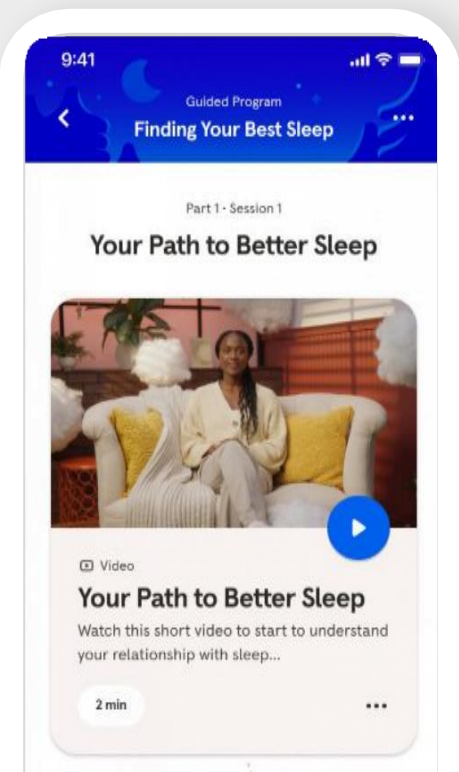 9:41
Guided Program
Finding Your Best Sleep
Part 1 · Session 1
Your Path to Better Sleep
Video
Your Path to Better Sleep
Watch this short video to start to understand
your relationship with sleep...
2 min